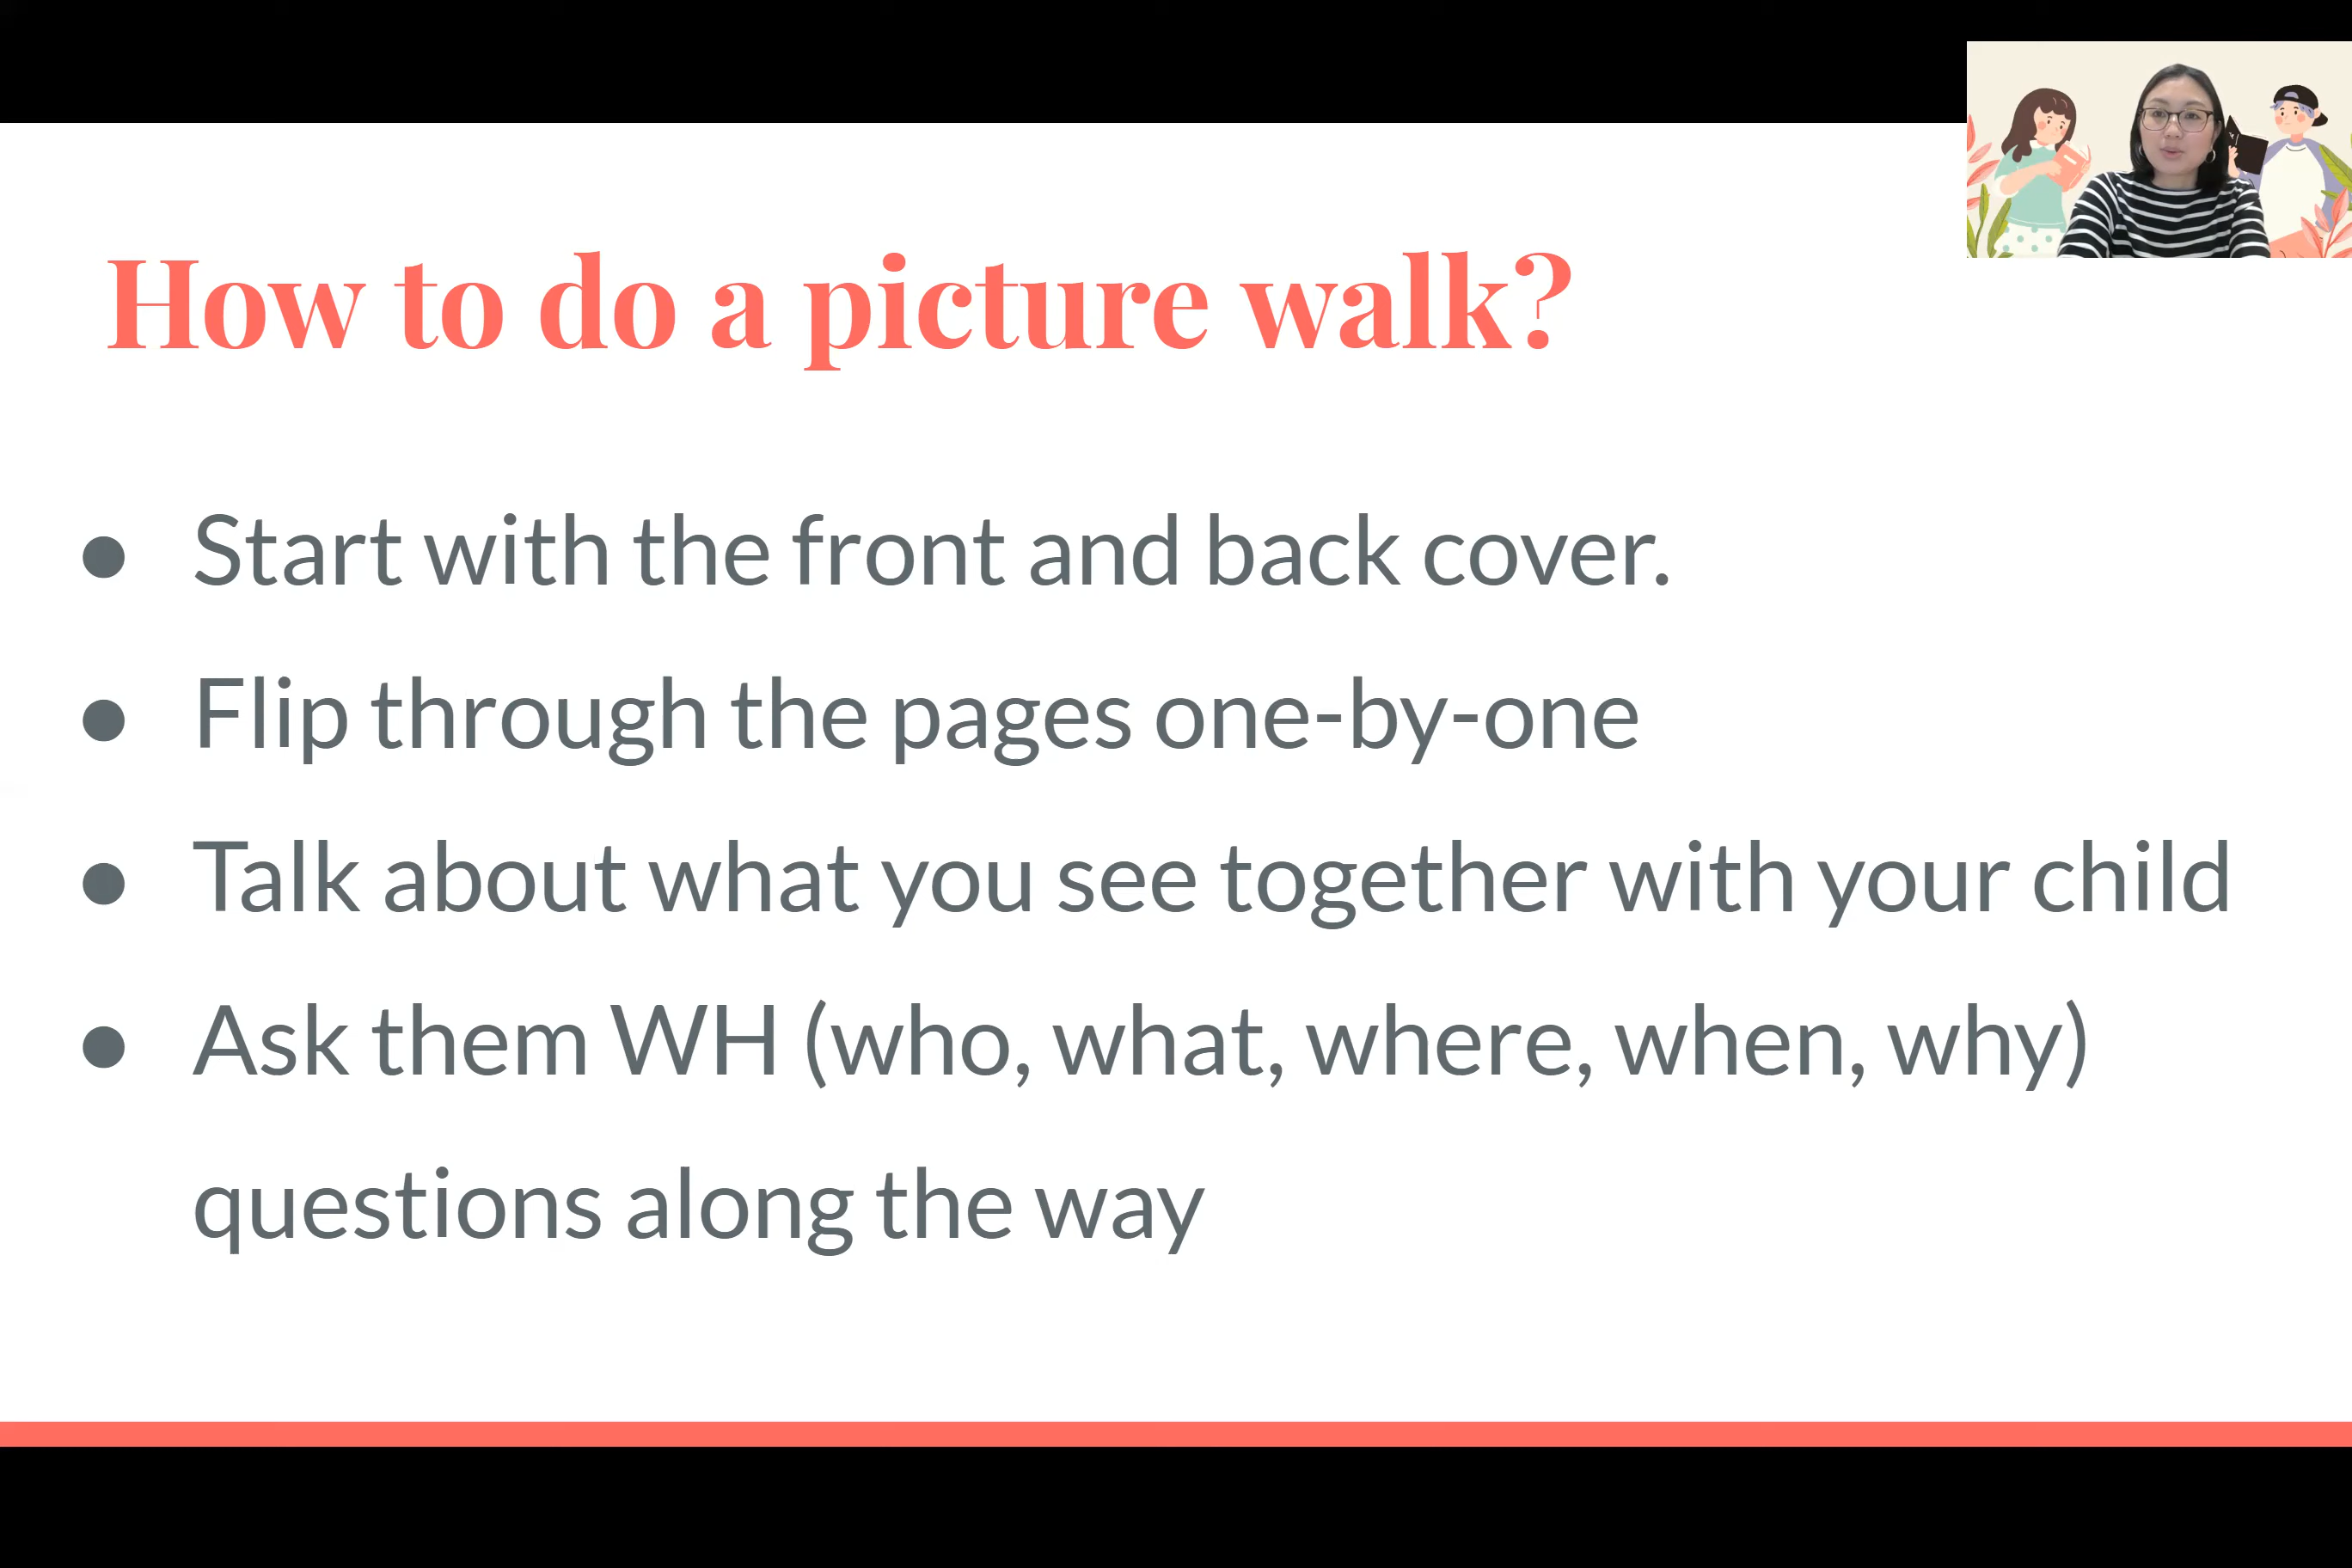 How to do a picture walk?
● Start with the front and back cover.
● Flip through the pages one-by-one
● Talk about what you see together with your child
● Ask them WH (who, what, where, when, why)
questions along the way